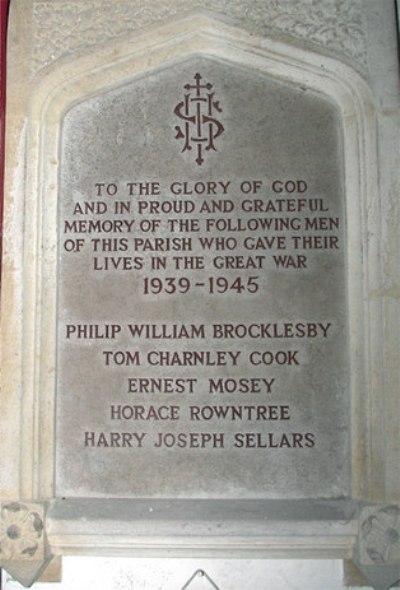 IHS
TO THE GLORY OF GOD
AND IN PROUD AND GRATEFUL
MEMORY OF THE FOLLOWING MEN
OF THIS PARISH WHO GAVE THEIR
LIVES IN THE GREAT WAR
1939-1945
PHILIP WILLIAM BROCKLESBY
TOM CHARNLEY COOK
ERNEST MOSEY
HORACE ROWNTREE
HARRY JOSEPH SELLARS